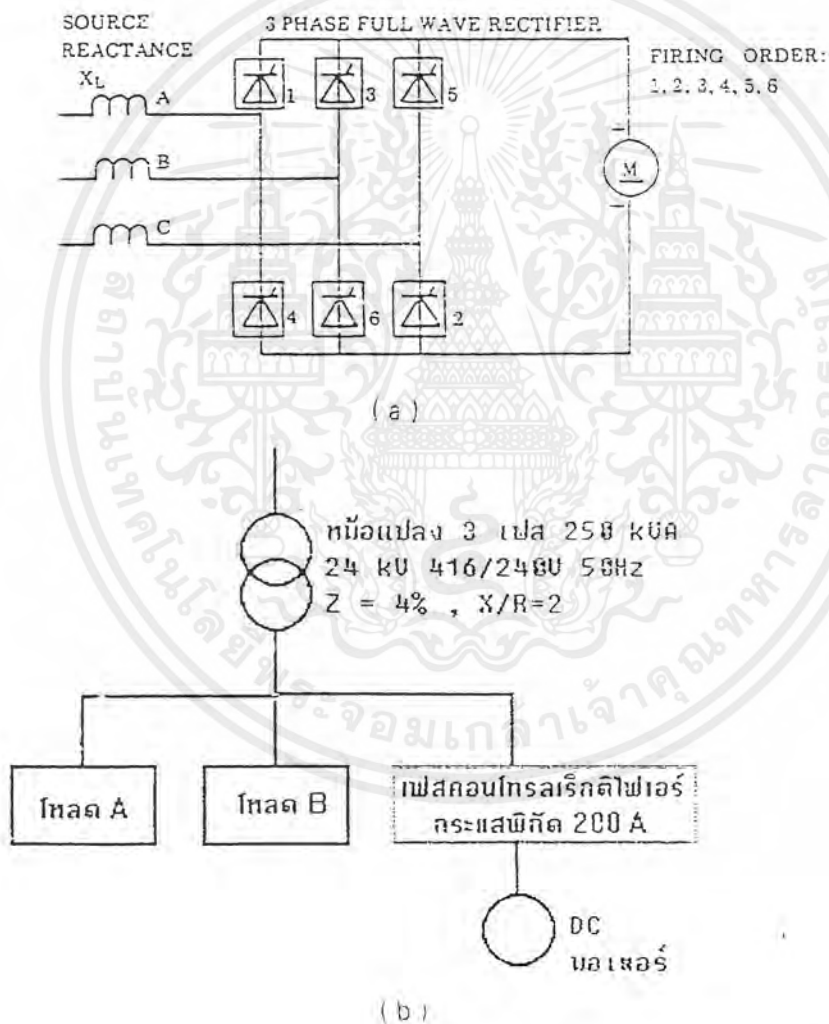 SOURCE
REACTANCE
XL
3 PHASE FULL WAVE RECTIFIER
FIRING ORDER:
1, 2, 3, 4, 5, 6
A
B
C
1
3
5
4
6
2
M
(a)
หม้อแปลง 3 เฟส 250 kVA
24 kV 416/240V 50Hz
Z = 4% , X/R=2
โหลด A
โหลด B
เฟสคอนโทรลเร็กติไฟเออร์
กระแสพิกัด 200 A
DC
มอเตอร์
(b)